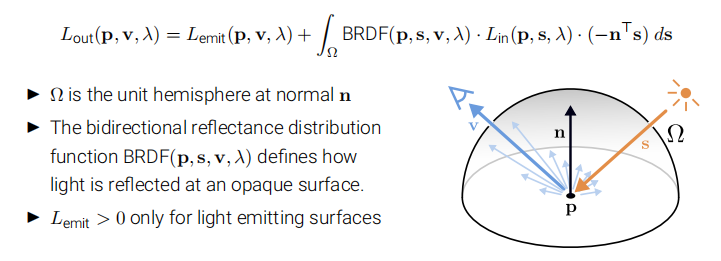 L_out(p, v, λ) = L_emit(p, v, λ) + ∫_Ω BRDF(p, s, v, λ) · L_in(p, s, λ) · (−n^⊤s) ds
► Ω is the unit hemisphere at normal n
► The bidirectional reflectance distribution
function BRDF(p, s, v, λ) defines how
light is reflected at an opaque surface.
► L_emit > 0 only for light emitting surfaces
v
n
s
Ω
p